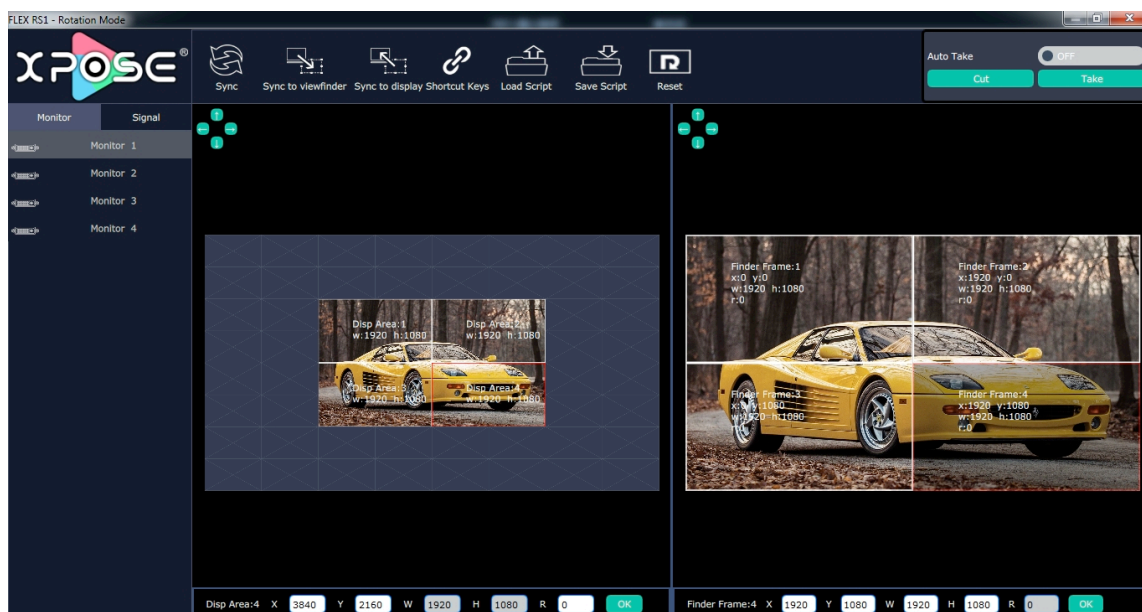 FLEX RS1 - Rotation Mode
XPOSE®
Sync
Sync to viewfinder
Sync to display
Shortcut Keys
Load Script
Save Script
Reset
Auto Take
OFF
Cut
Take
Monitor
Signal
Monitor 1
Monitor 2
Monitor 3
Monitor 4
Disp Area:1
w:1920 h:1080
Disp Area:2
w:1920 h:1080
Disp Area:3
w:1920 h:1080
Disp Area:4
w:1920 h:1080
Finder Frame:1
x:0 y:0
w:1920 h:1080
r:0
Finder Frame:2
x:1920 y:0
w:1920 h:1080
r:0
Finder Frame:3
x:0 y:1080
w:1920 h:1080
r:0
Finder Frame:4
x:1920 y:1080
w:1920 h:1080
r:0
Disp Area:4 X 3840 Y 2160 W 1920 H 1080 R 0 OK
Finder Frame:4 X 1920 Y 1080 W 1920 H 1080 R 0 OK